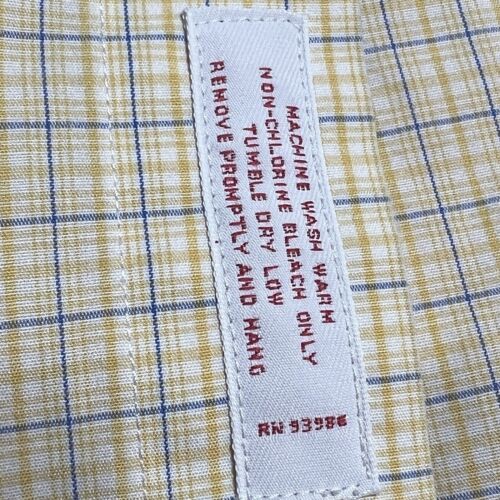 MACHINE WASH WARM
NON-CHLORINE BLEACH ONLY
TUMBLE DRY LOW
REMOVE PROMPTLY AND HANG
RN 93986